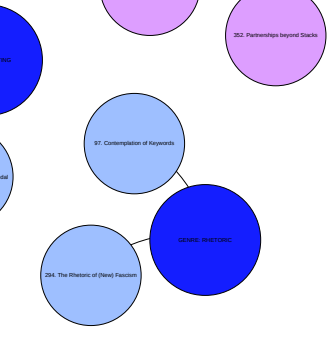 352. Partnerships beyond Stacks
97. Contemplation of Keywords
GENRE: RHETORIC
294. The Rhetoric of (New) Fascism